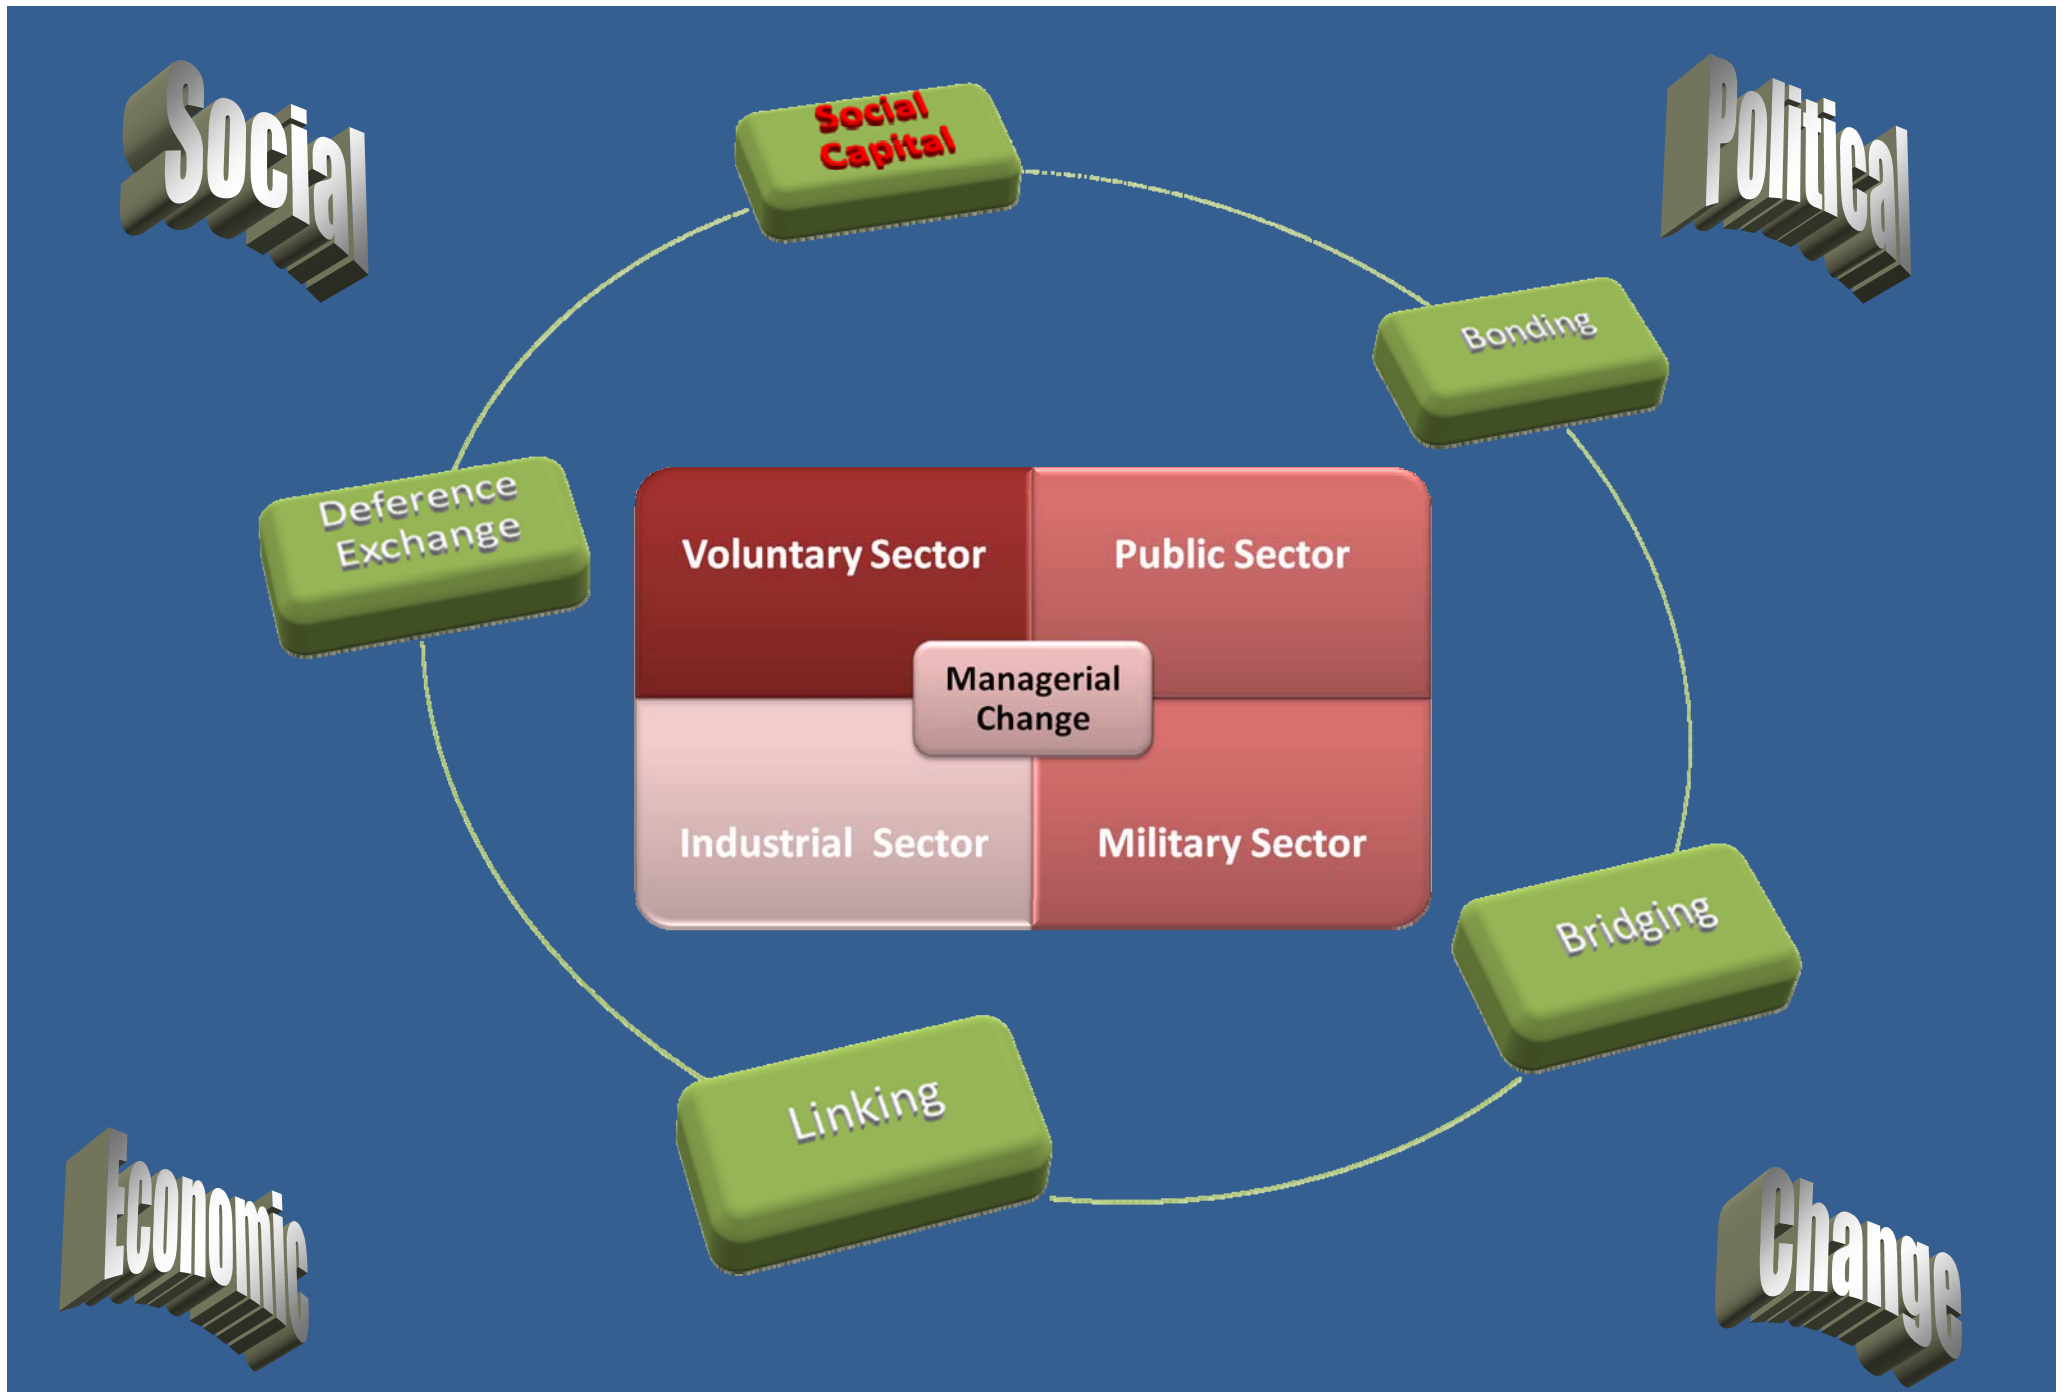 Social
Political
Social
Capital
Bonding
Deference
Exchange
Voluntary Sector
Public Sector
Managerial
Change
Industrial  Sector
Military Sector
Bridging
Linking
Economic
Change